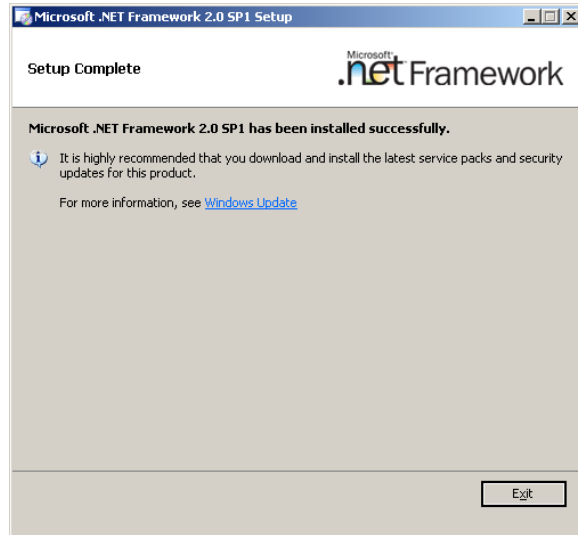 Microsoft .NET Framework 2.0 SP1 Setup
Setup Complete
Microsoft
.net Framework
Microsoft .NET Framework 2.0 SP1 has been installed successfully.
It is highly recommended that you download and install the latest service packs and security
updates for this product.
For more information, see Windows Update
Exit